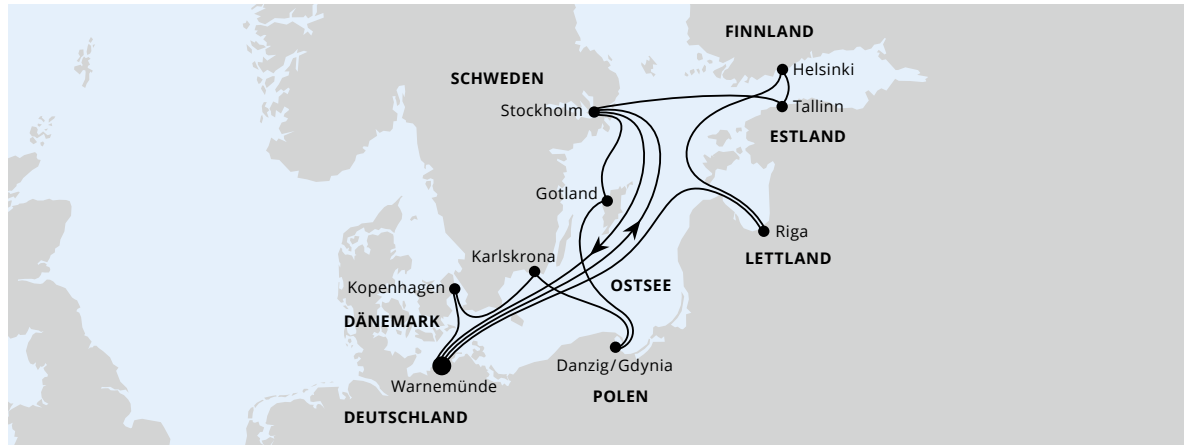 FINNLAND
Helsinki
SCHWEDEN
Stockholm
Tallinn
ESTLAND
Gotland
Riga
Karlskrona
LETTLAND
Kopenhagen
OSTSEE
DÄNEMARK
Danzig/Gdynia
Warnemünde
POLEN
DEUTSCHLAND